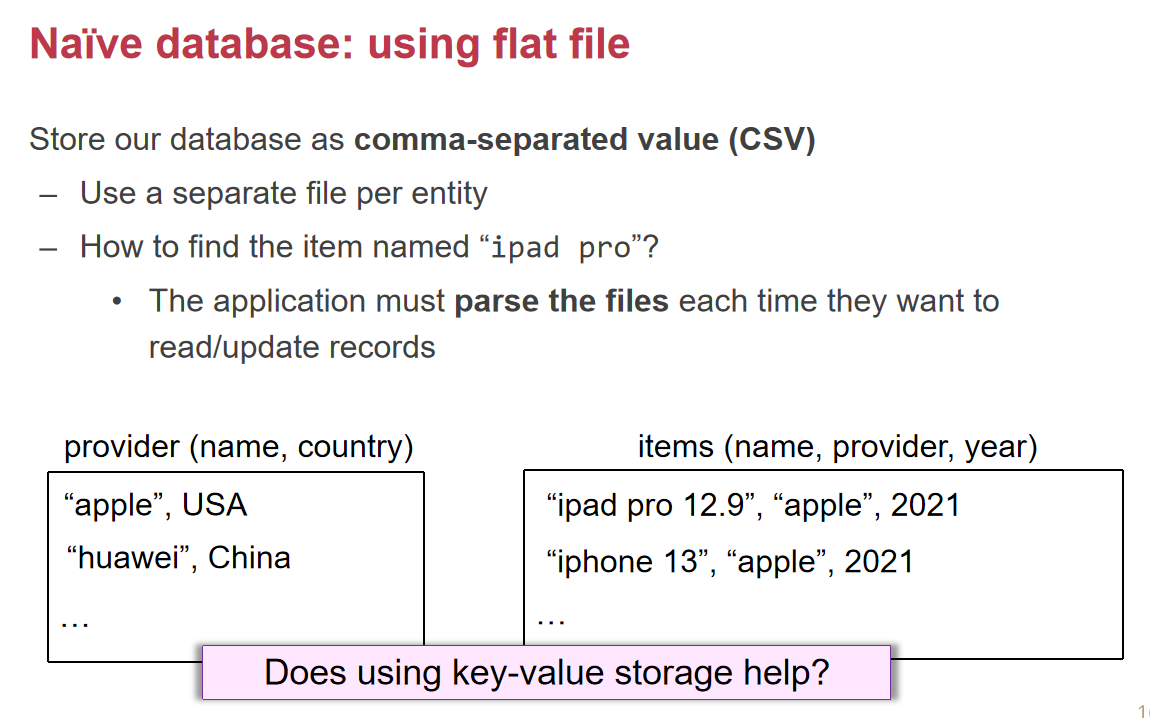 Naïve database: using flat file
Store our database as comma-separated value (CSV)
– Use a separate file per entity
– How to find the item named “ipad pro”?
• The application must parse the files each time they want to
read/update records
provider (name, country)
“apple”, USA
“huawei”, China
…
items (name, provider, year)
“ipad pro 12.9”, “apple”, 2021
“iphone 13”, “apple”, 2021
…
Does using key-value storage help?